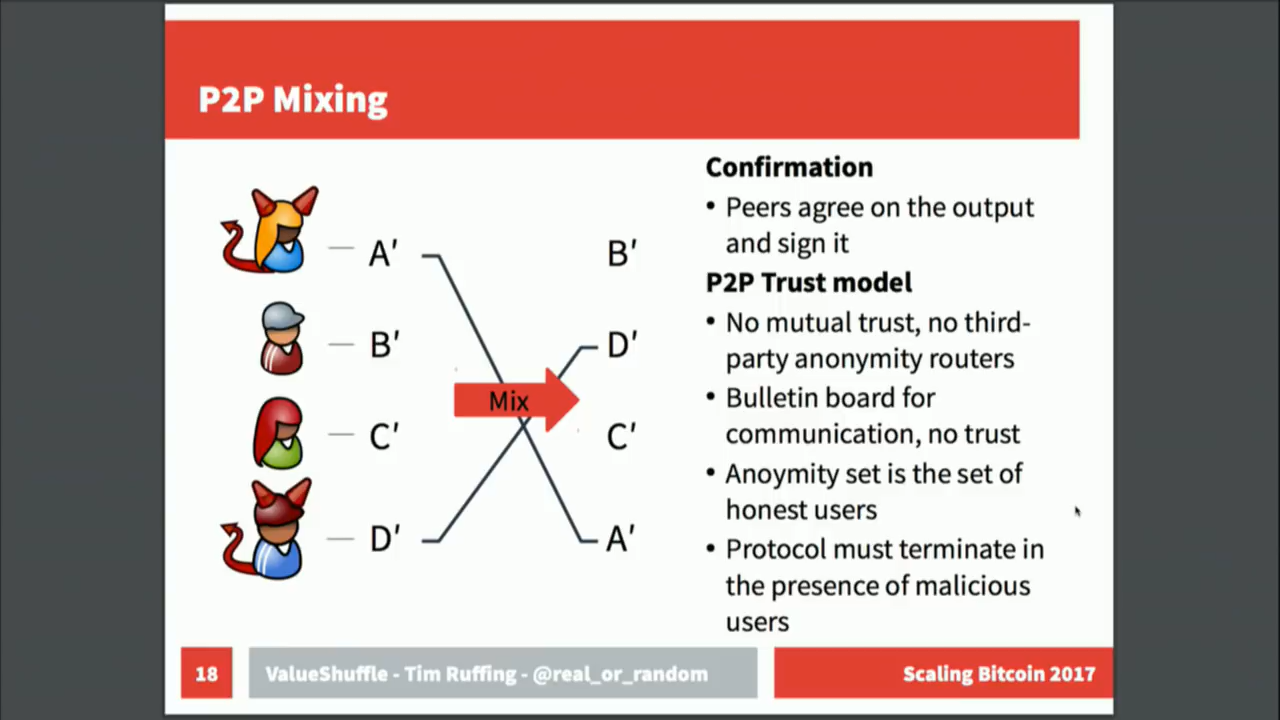 P2P Mixing
A′
B′
C′
D′
Mix
B′
D′
C′
A′
Confirmation
• Peers agree on the output
and sign it
P2P Trust model
• No mutual trust, no third-
party anonymity routers
• Bulletin board for
communication, no trust
• Anoymity set is the set of
honest users
• Protocol must terminate in
the presence of malicious
users
18
ValueShuffle - Tim Ruffing - @real_or_random
Scaling Bitcoin 2017